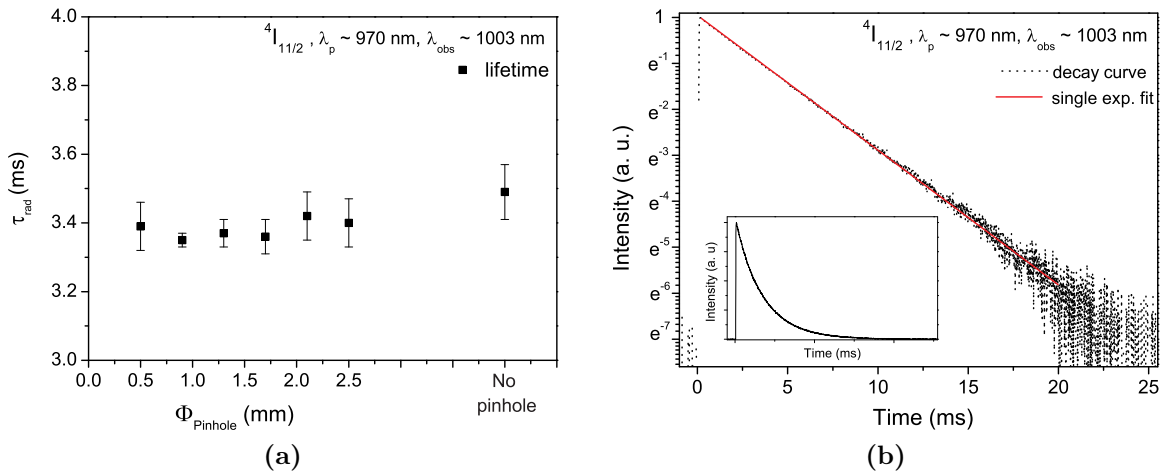 4.0
3.8
3.6
3.4
3.2
3.0
τrad (ms)
⁴I11/2 , λp ~ 970 nm, λobs ~ 1003 nm
lifetime
0.0 0.5 1.0 1.5 2.0 2.5 No pinhole
ΦPinhole (mm)
(a)
1
e⁻¹
e⁻²
e⁻³
e⁻⁴
e⁻⁵
e⁻⁶
e⁻⁷
Intensity (a. u.)
⁴I11/2 , λp ~ 970 nm, λobs ~ 1003 nm
decay curve
single exp. fit
Intensity (a. u)
Time (ms)
0 5 10 15 20 25
Time (ms)
(b)